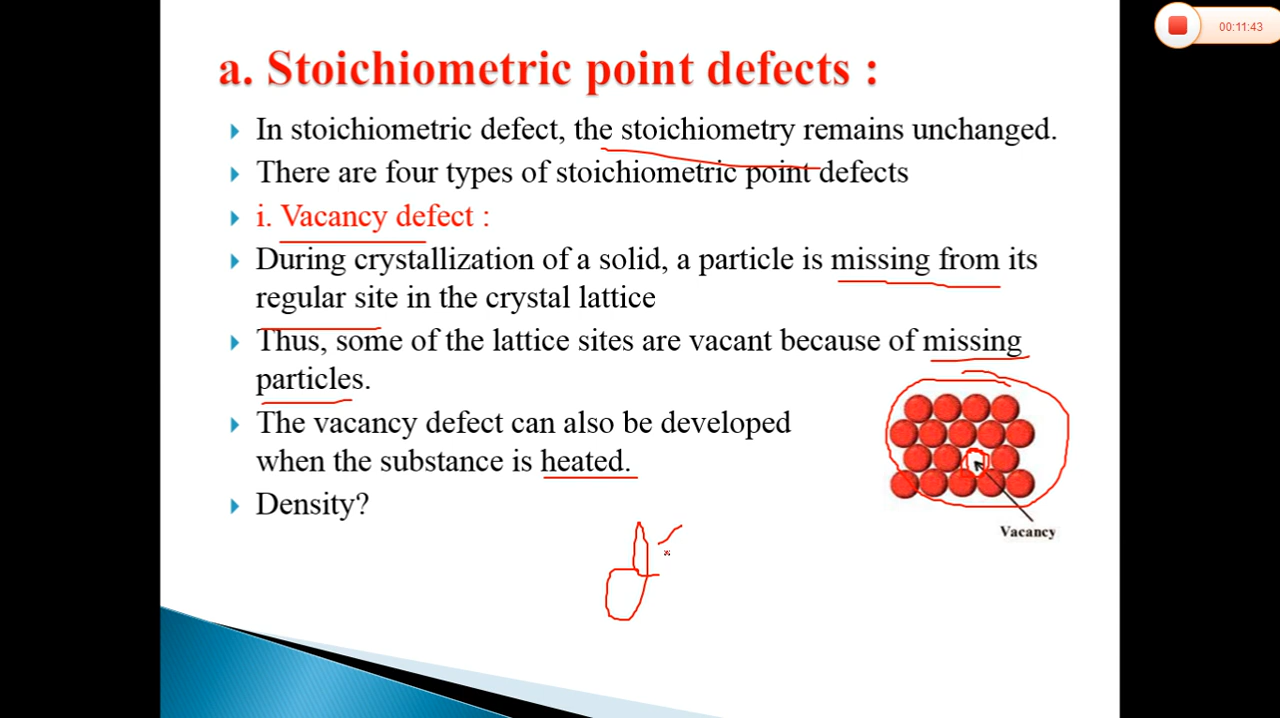 00:11:43
a. Stoichiometric point defects :
In stoichiometric defect, the stoichiometry remains unchanged.
There are four types of stoichiometric point defects
i. Vacancy defect :
During crystallization of a solid, a particle is missing from its
regular site in the crystal lattice
Thus, some of the lattice sites are vacant because of missing
particles.
The vacancy defect can also be developed
when the substance is heated.
Density?
Vacancy